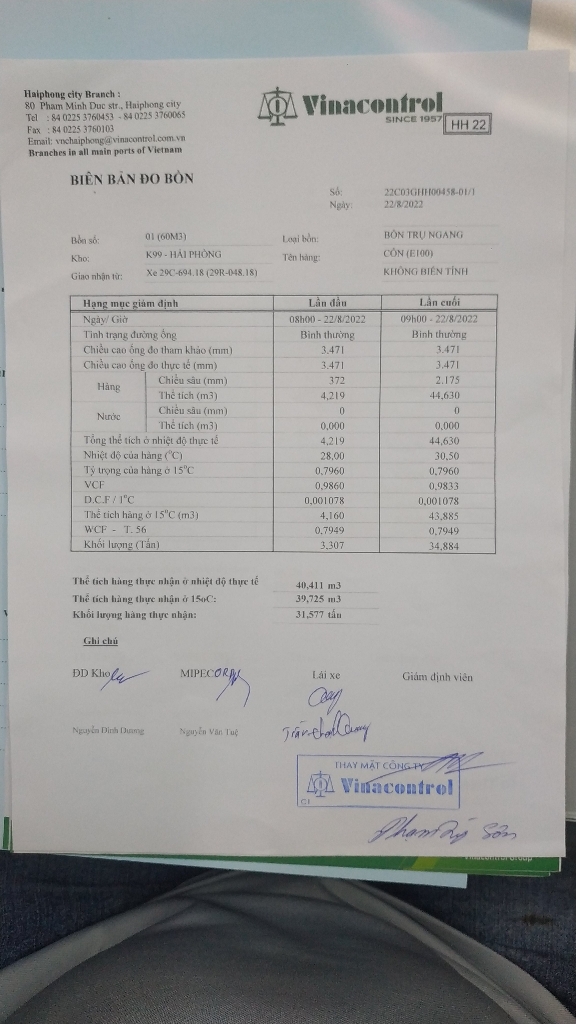 Haiphong city Branch :
80 Pham Minh Duc str., Haiphong city
Tel : 84 0225 3760453 - 84 0225 3760065
Fax : 84 0225 3760103
Email: vnchaiphong@vinacontrol.com.vn
Branches in all main ports of Vietnam
Vinacontrol
SINCE 1957
HH 22
BIÊN BẢN ĐO BỒN
Số: 22C03GHH00458-01/1
Ngày: 22/8/2022
Bồn số: 01 (60M3) Loại bồn: BỒN TRỤ NGANG
Kho: K99 - HẢI PHÒNG Tên hàng: CỒN (E100)
Giao nhận từ: Xe 29C-694.18 (29R-048.18) KHÔNG BIẾN TÍNH
Hạng mục giám định Lần đầu Lần cuối
Ngày/ Giờ 08h00 - 22/8/2022 09h00 - 22/8/2022
Tình trạng đường ống Bình thường Bình thường
Chiều cao ống đo tham khảo (mm) 3.471 3.471
Chiều cao ống đo thực tế (mm) 3.471 3.471
Hàng Chiều sâu (mm) 372 2.175
Thể tích (m3) 4,219 44,630
Nước Chiều sâu (mm) 0 0
Thể tích (m3) 0,000 0,000
Tổng thể tích ở nhiệt độ thực tế 4,219 44,630
Nhiệt độ của hàng (°C) 28,00 30,50
Tỷ trọng của hàng ở 15°C 0,7960 0,7960
VCF 0,9860 0,9833
D.C.F / 1°C 0,001078 0,001078
Thể tích hàng ở 15°C (m3) 4,160 43,885
WCF - T. 56 0,7949 0,7949
Khối lượng (Tấn) 3,307 34,884
Thể tích hàng thực nhận ở nhiệt độ thực tế 40,411 m3
Thể tích hàng thực nhận ở 15oC: 39,725 m3
Khối lượng hàng thực nhận: 31,577 tấn
Ghi chú
ĐD Kho MIPECORP Lái xe Giám định viên
Nguyễn Đình Dương Nguyễn Văn Tuệ
THAY MẶT CÔNG TY
Vinacontrol
C1
Vinacontrol Group